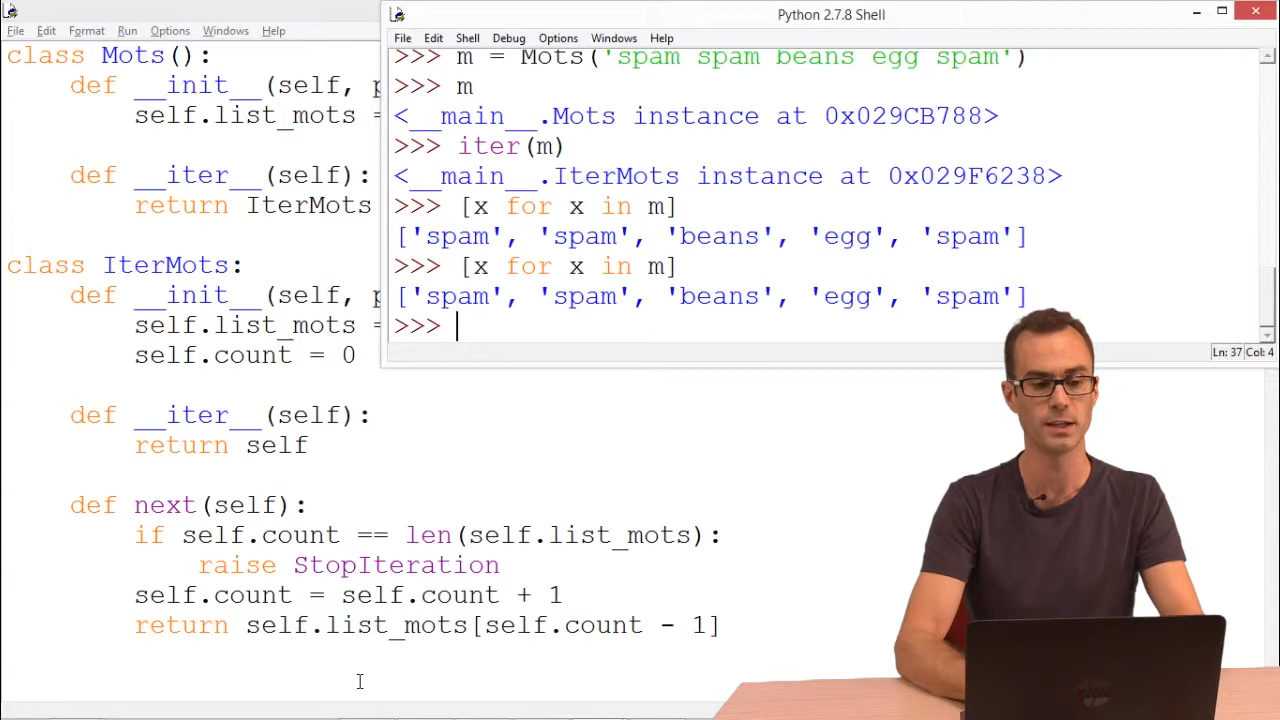 File Edit Format Run Options Windows Help
class Mots():
def __init__(self, p
self.list_mots =
def __iter__(self):
return IterMots
class IterMots:
def __init__(self, p
self.list_mots =
self.count = 0
def __iter__(self):
return self
def next(self):
if self.count == len(self.list_mots):
raise StopIteration
self.count = self.count + 1
return self.list_mots[self.count - 1]
Python 2.7.8 Shell
File Edit Shell Debug Options Windows Help
>>> m = Mots('spam spam beans egg spam')
>>> m
<__main__.Mots instance at 0x029CB788>
>>> iter(m)
<__main__.IterMots instance at 0x029F6238>
>>> [x for x in m]
['spam', 'spam', 'beans', 'egg', 'spam']
>>> [x for x in m]
['spam', 'spam', 'beans', 'egg', 'spam']
>>>
Ln: 37 Col: 4